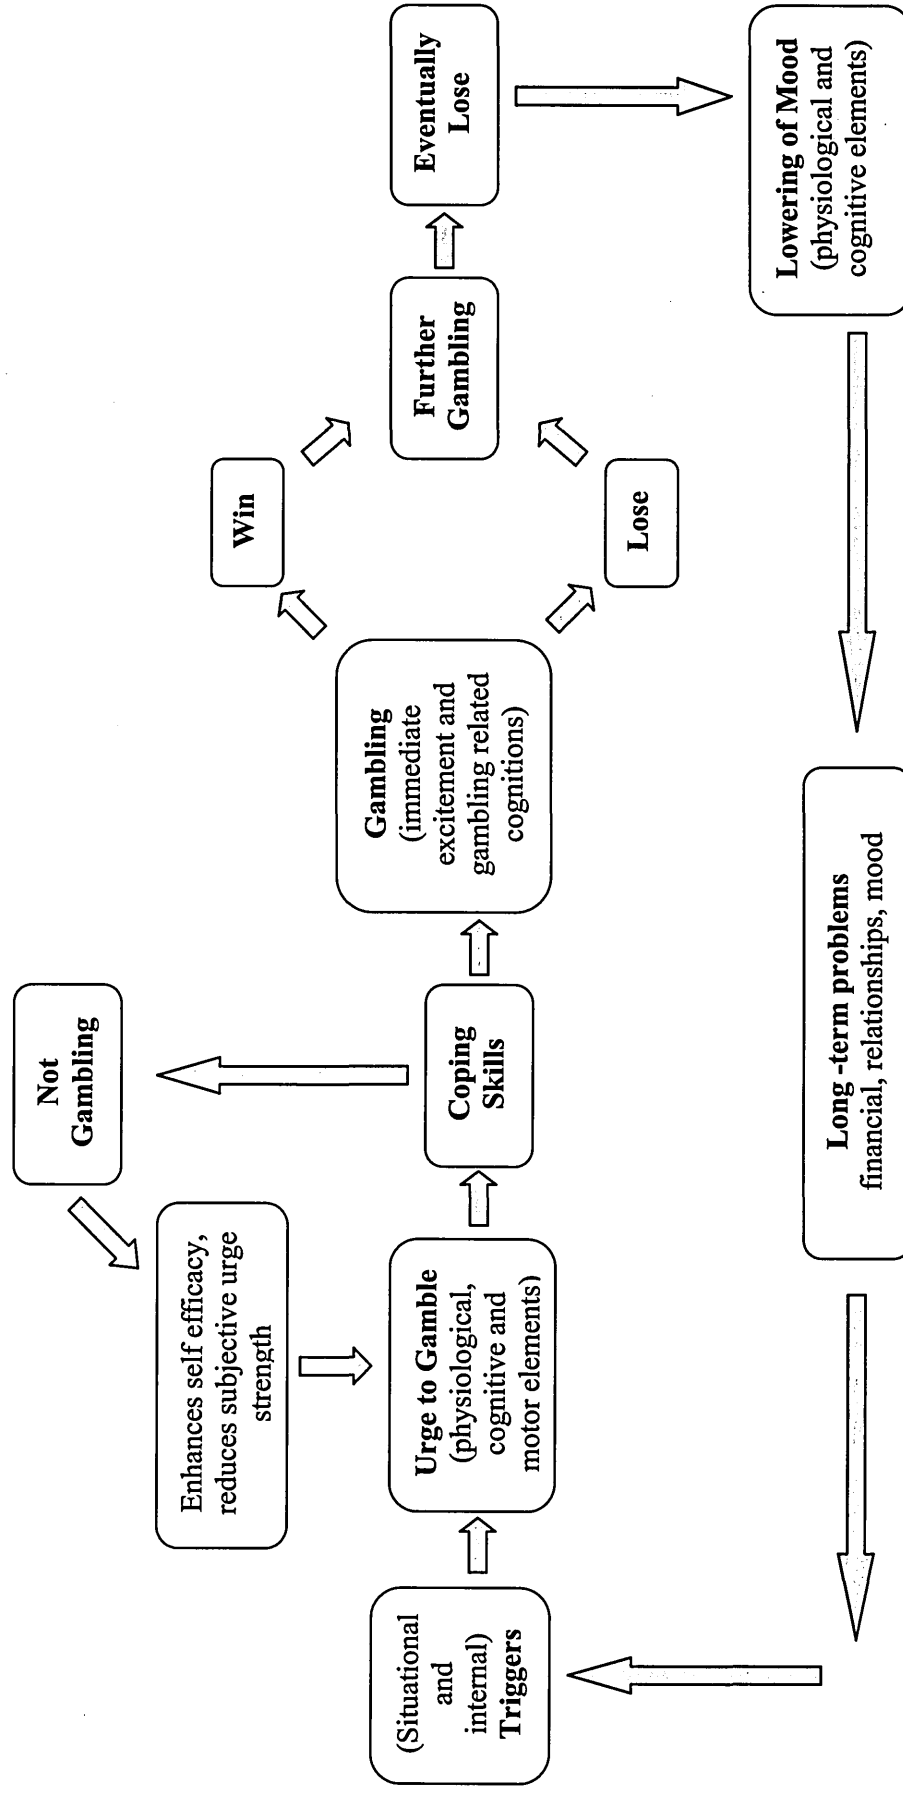 (Situational
and
internal)
Triggers
Urge to Gamble
(physiological,
cognitive and
motor elements)
Enhances self efficacy,
reduces subjective urge
strength
Not
Gambling
Coping
Skills
Gambling
(immediate
excitement and
gambling related
cognitions)
Win
Lose
Further
Gambling
Eventually
Lose
Lowering of Mood
(physiological and
cognitive elements)
Long -term problems
financial, relationships, mood